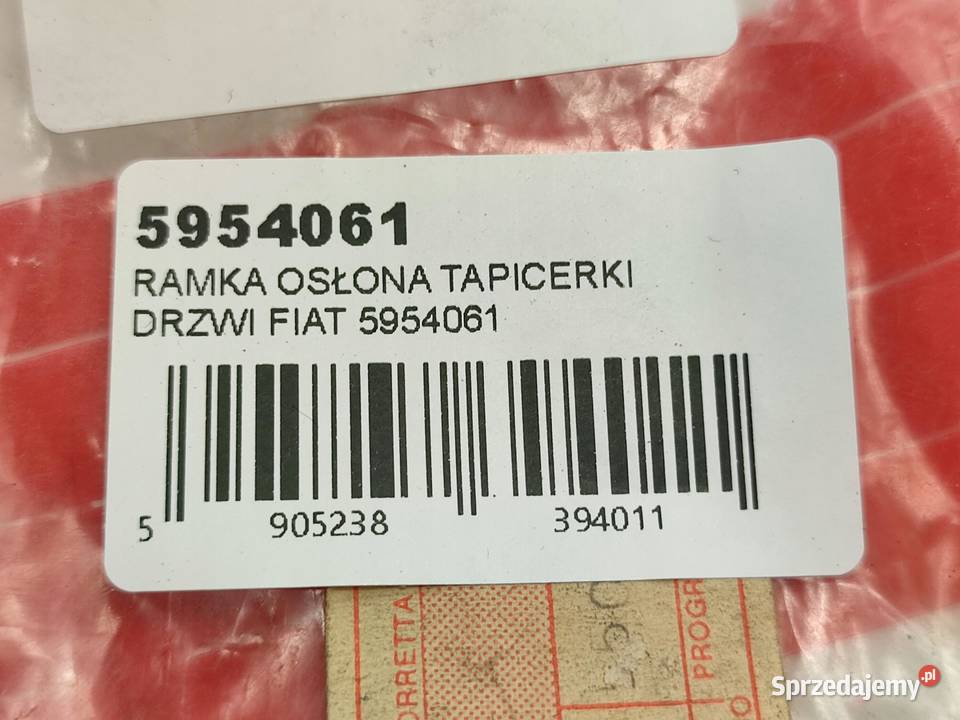 5954061
RAMKA OSŁONA TAPICERKI
DRZWI FIAT 5954061
5 905238 394011
ORRETTA
PROGR
O
Sprzedajemy.pl